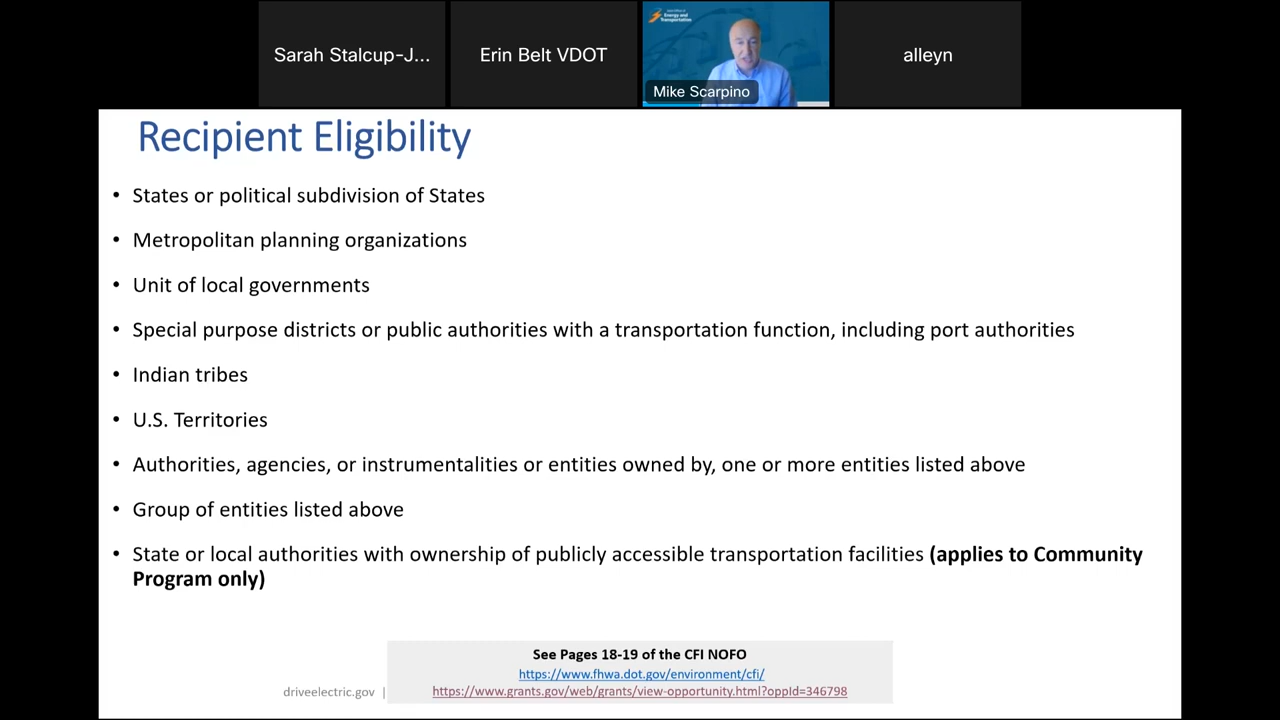 Sarah Stalcup-J...
Erin Belt VDOT
Energy and
Transportation
Mike Scarpino
alleyn
Recipient Eligibility
• States or political subdivision of States
• Metropolitan planning organizations
• Unit of local governments
• Special purpose districts or public authorities with a transportation function, including port authorities
• Indian tribes
• U.S. Territories
• Authorities, agencies, or instrumentalities or entities owned by, one or more entities listed above
• Group of entities listed above
• State or local authorities with ownership of publicly accessible transportation facilities (applies to Community
Program only)
See Pages 18-19 of the CFI NOFO
https://www.fhwa.dot.gov/environment/cfi/
driveelectric.gov |
https://www.grants.gov/web/grants/view-opportunity.html?oppId=346798